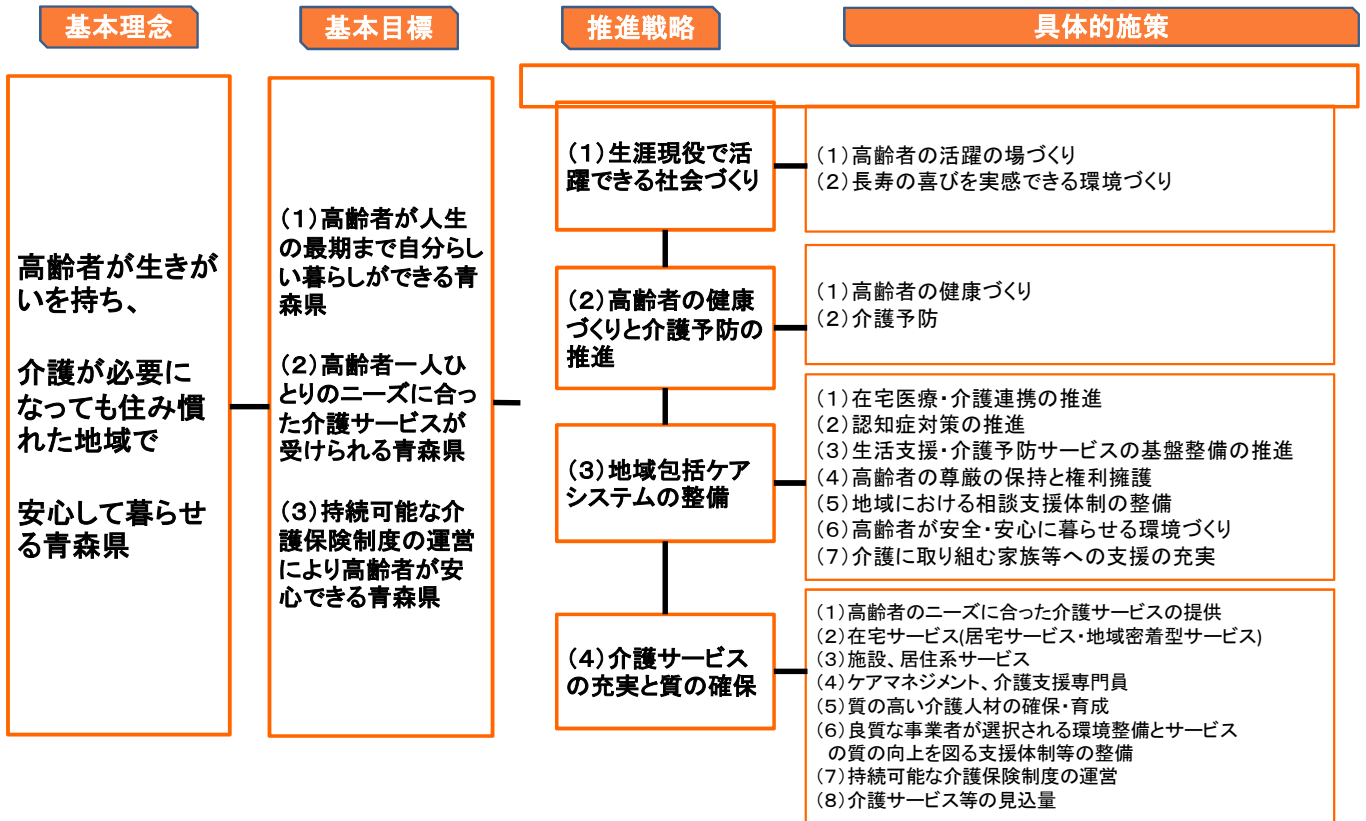 基本理念
基本目標
推進戦略
具体的施策
高齢者が生きが
いを持ち、
介護が必要に
なっても住み慣
れた地域で
安心して暮らせ
る青森県
(1)高齢者が人生
の最期まで自分らし
い暮らしができる青
森県
(2)高齢者一人ひ
とりのニーズに合っ
た介護サービスが
受けられる青森県
(3)持続可能な介
護保険制度の運営
により高齢者が安
心できる青森県
(1)生涯現役で活
躍できる社会づくり
(1)高齢者の活躍の場づくり
(2)長寿の喜びを実感できる環境づくり
(2)高齢者の健康
づくりと介護予防の
推進
(1)高齢者の健康づくり
(2)介護予防
(3)地域包括ケア
システムの整備
(1)在宅医療・介護連携の推進
(2)認知症対策の推進
(3)生活支援・介護予防サービスの基盤整備の推進
(4)高齢者の尊厳の保持と権利擁護
(5)地域における相談支援体制の整備
(6)高齢者が安全・安心に暮らせる環境づくり
(7)介護に取り組む家族等への支援の充実
(4)介護サービス
の充実と質の確保
(1)高齢者のニーズに合った介護サービスの提供
(2)在宅サービス(居宅サービス・地域密着型サービス)
(3)施設、居住系サービス
(4)ケアマネジメント、介護支援専門員
(5)質の高い介護人材の確保・育成
(6)良質な事業者が選択される環境整備とサービス
の質の向上を図る支援体制等の整備
(7)持続可能な介護保険制度の運営
(8)介護サービス等の見込量